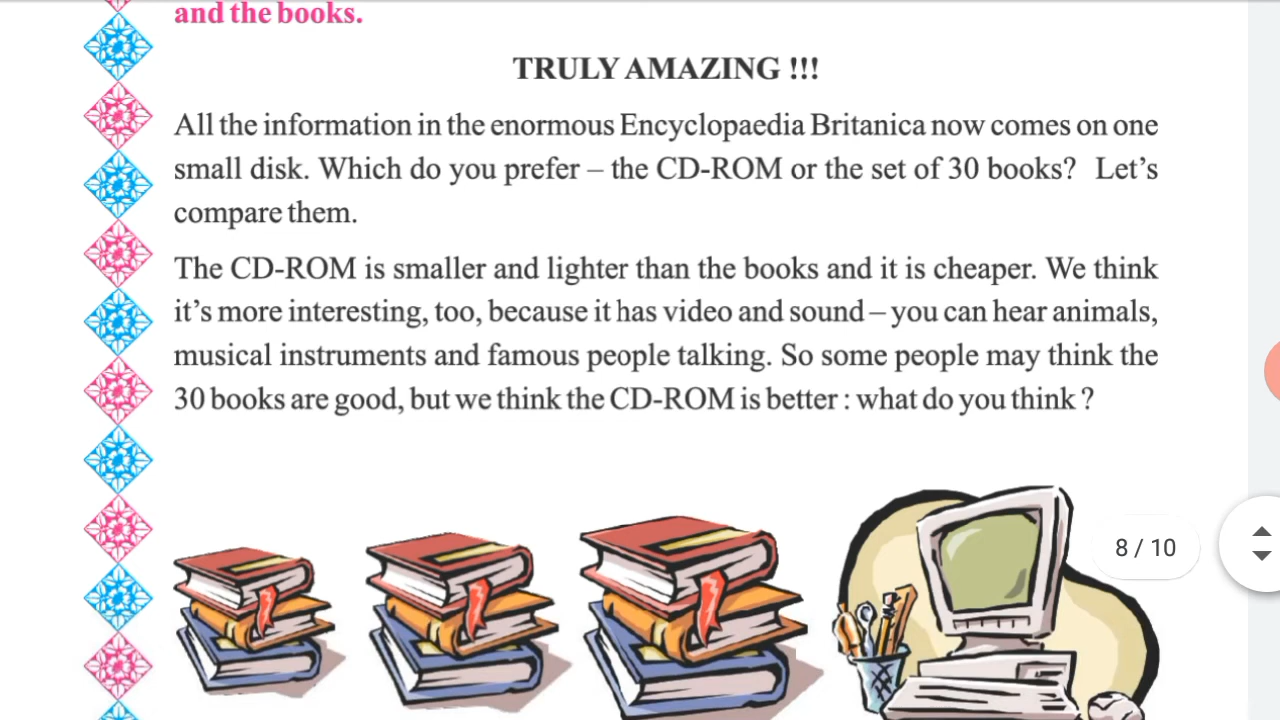 and the books.
TRULY AMAZING !!!
All the information in the enormous Encyclopaedia Britanica now comes on one
small disk. Which do you prefer – the CD-ROM or the set of 30 books? Let's
compare them.
The CD-ROM is smaller and lighter than the books and it is cheaper. We think
it's more interesting, too, because it has video and sound – you can hear animals,
musical instruments and famous people talking. So some people may think the
30 books are good, but we think the CD-ROM is better : what do you think ?
8 / 10